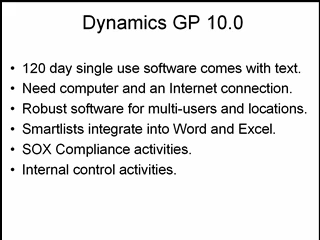 Dynamics GP 10.0
• 120 day single use software comes with text.
• Need computer and an Internet connection.
• Robust software for multi-users and locations.
• Smartlists integrate into Word and Excel.
• SOX Compliance activities.
• Internal control activities.